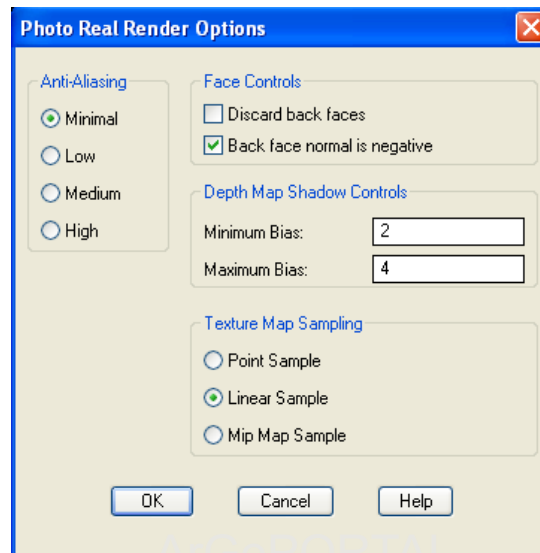 Photo Real Render Options
Anti-Aliasing
Minimal
Low
Medium
High
Face Controls
Discard back faces
Back face normal is negative
Depth Map Shadow Controls
Minimum Bias: 2
Maximum Bias: 4
Texture Map Sampling
Point Sample
Linear Sample
Mip Map Sample
OK Cancel Help